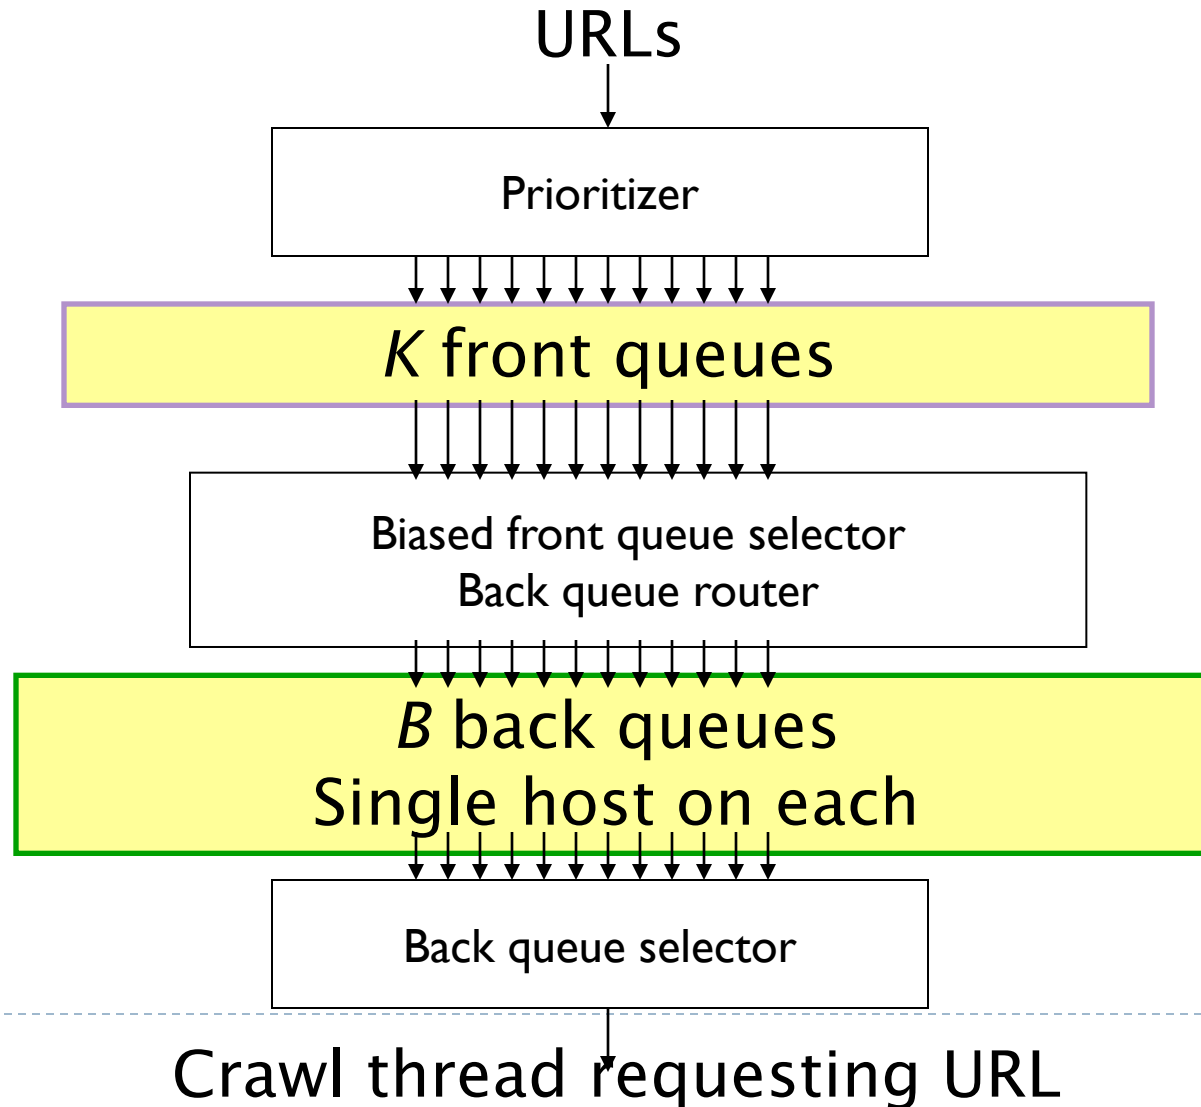 URLs
Prioritizer
K front queues
Biased front queue selector
Back queue router
B back queues
Single host on each
Back queue selector
Crawl thread requesting URL